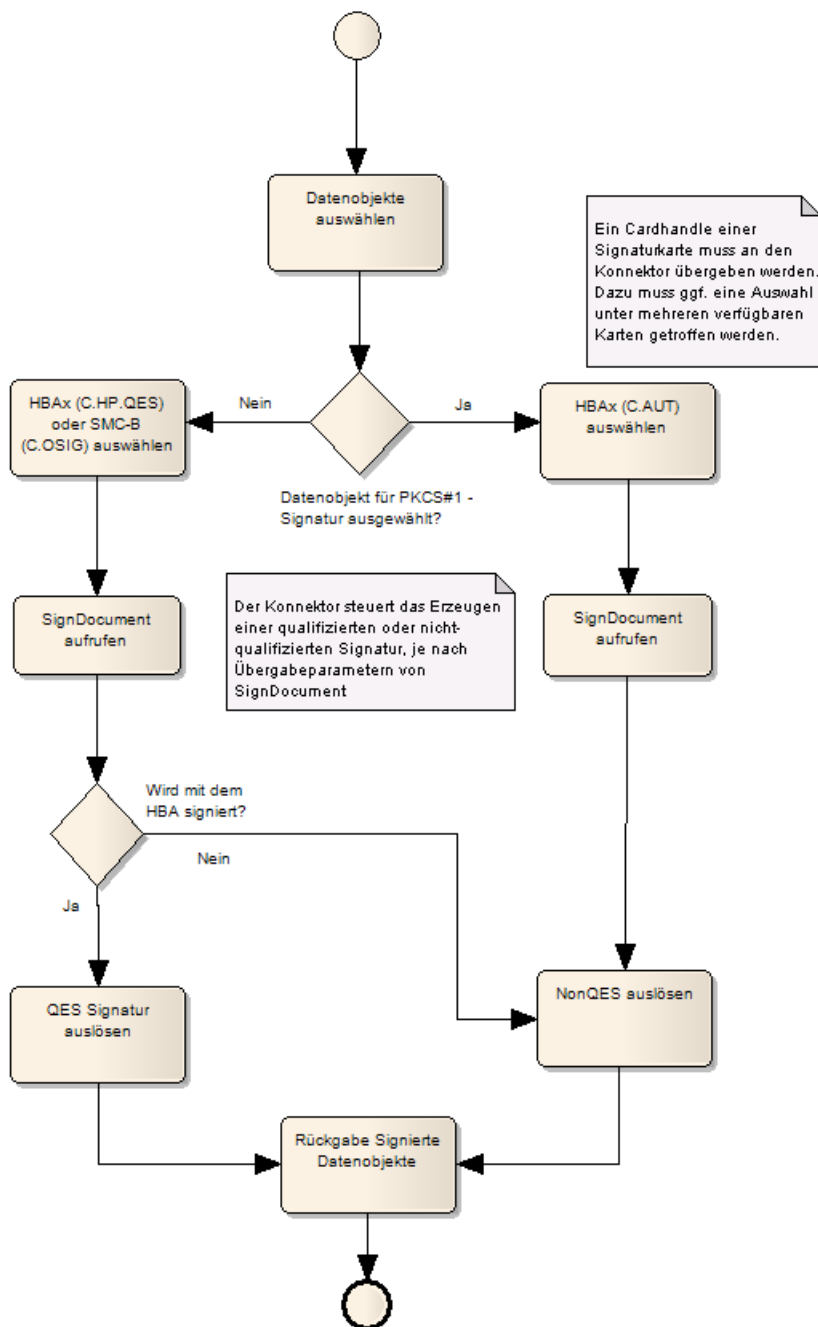 Datenobjekte
auswählen
Ein Cardhandle einer
Signaturkarte muss an den
Konnektor übergeben werden.
Dazu muss ggf. eine Auswahl
unter mehreren verfügbaren
Karten getroffen werden.
HBAx (C.HP.QES)
oder SMC-B
(C.OSIG) auswählen
Nein
Ja
HBAx (C.AUT)
auswählen
Datenobjekt für PKCS#1 -
Signatur ausgewählt?
SignDocument
aufrufen
Der Konnektor steuert das Erzeugen
einer qualifizierten oder nicht-
qualifizierten Signatur, je nach
Übergabeparametern von
SignDocument
SignDocument
aufrufen
Wird mit dem
HBA signiert?
Nein
Ja
QES Signatur
auslösen
NonQES auslösen
Rückgabe Signierte
Datenobjekte